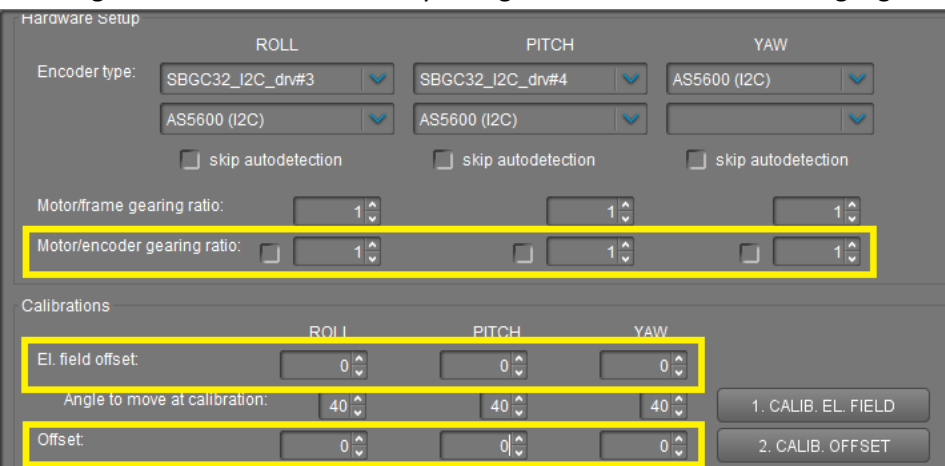 Hardware Setup
ROLL PITCH YAW
Encoder type: SBGC32_I2C_drv#3 SBGC32_I2C_drv#4 AS5600 (I2C)
AS5600 (I2C) AS5600 (I2C)
skip autodetection skip autodetection skip autodetection
Motor/frame gearing ratio: 1 1 1
Motor/encoder gearing ratio: 1 1 1
Calibrations
ROLL PITCH YAW
El. field offset: 0 0 0
Angle to move at calibration: 40 40 40 1. CALIB. EL. FIELD
Offset: 0 0 0 2. CALIB. OFFSET